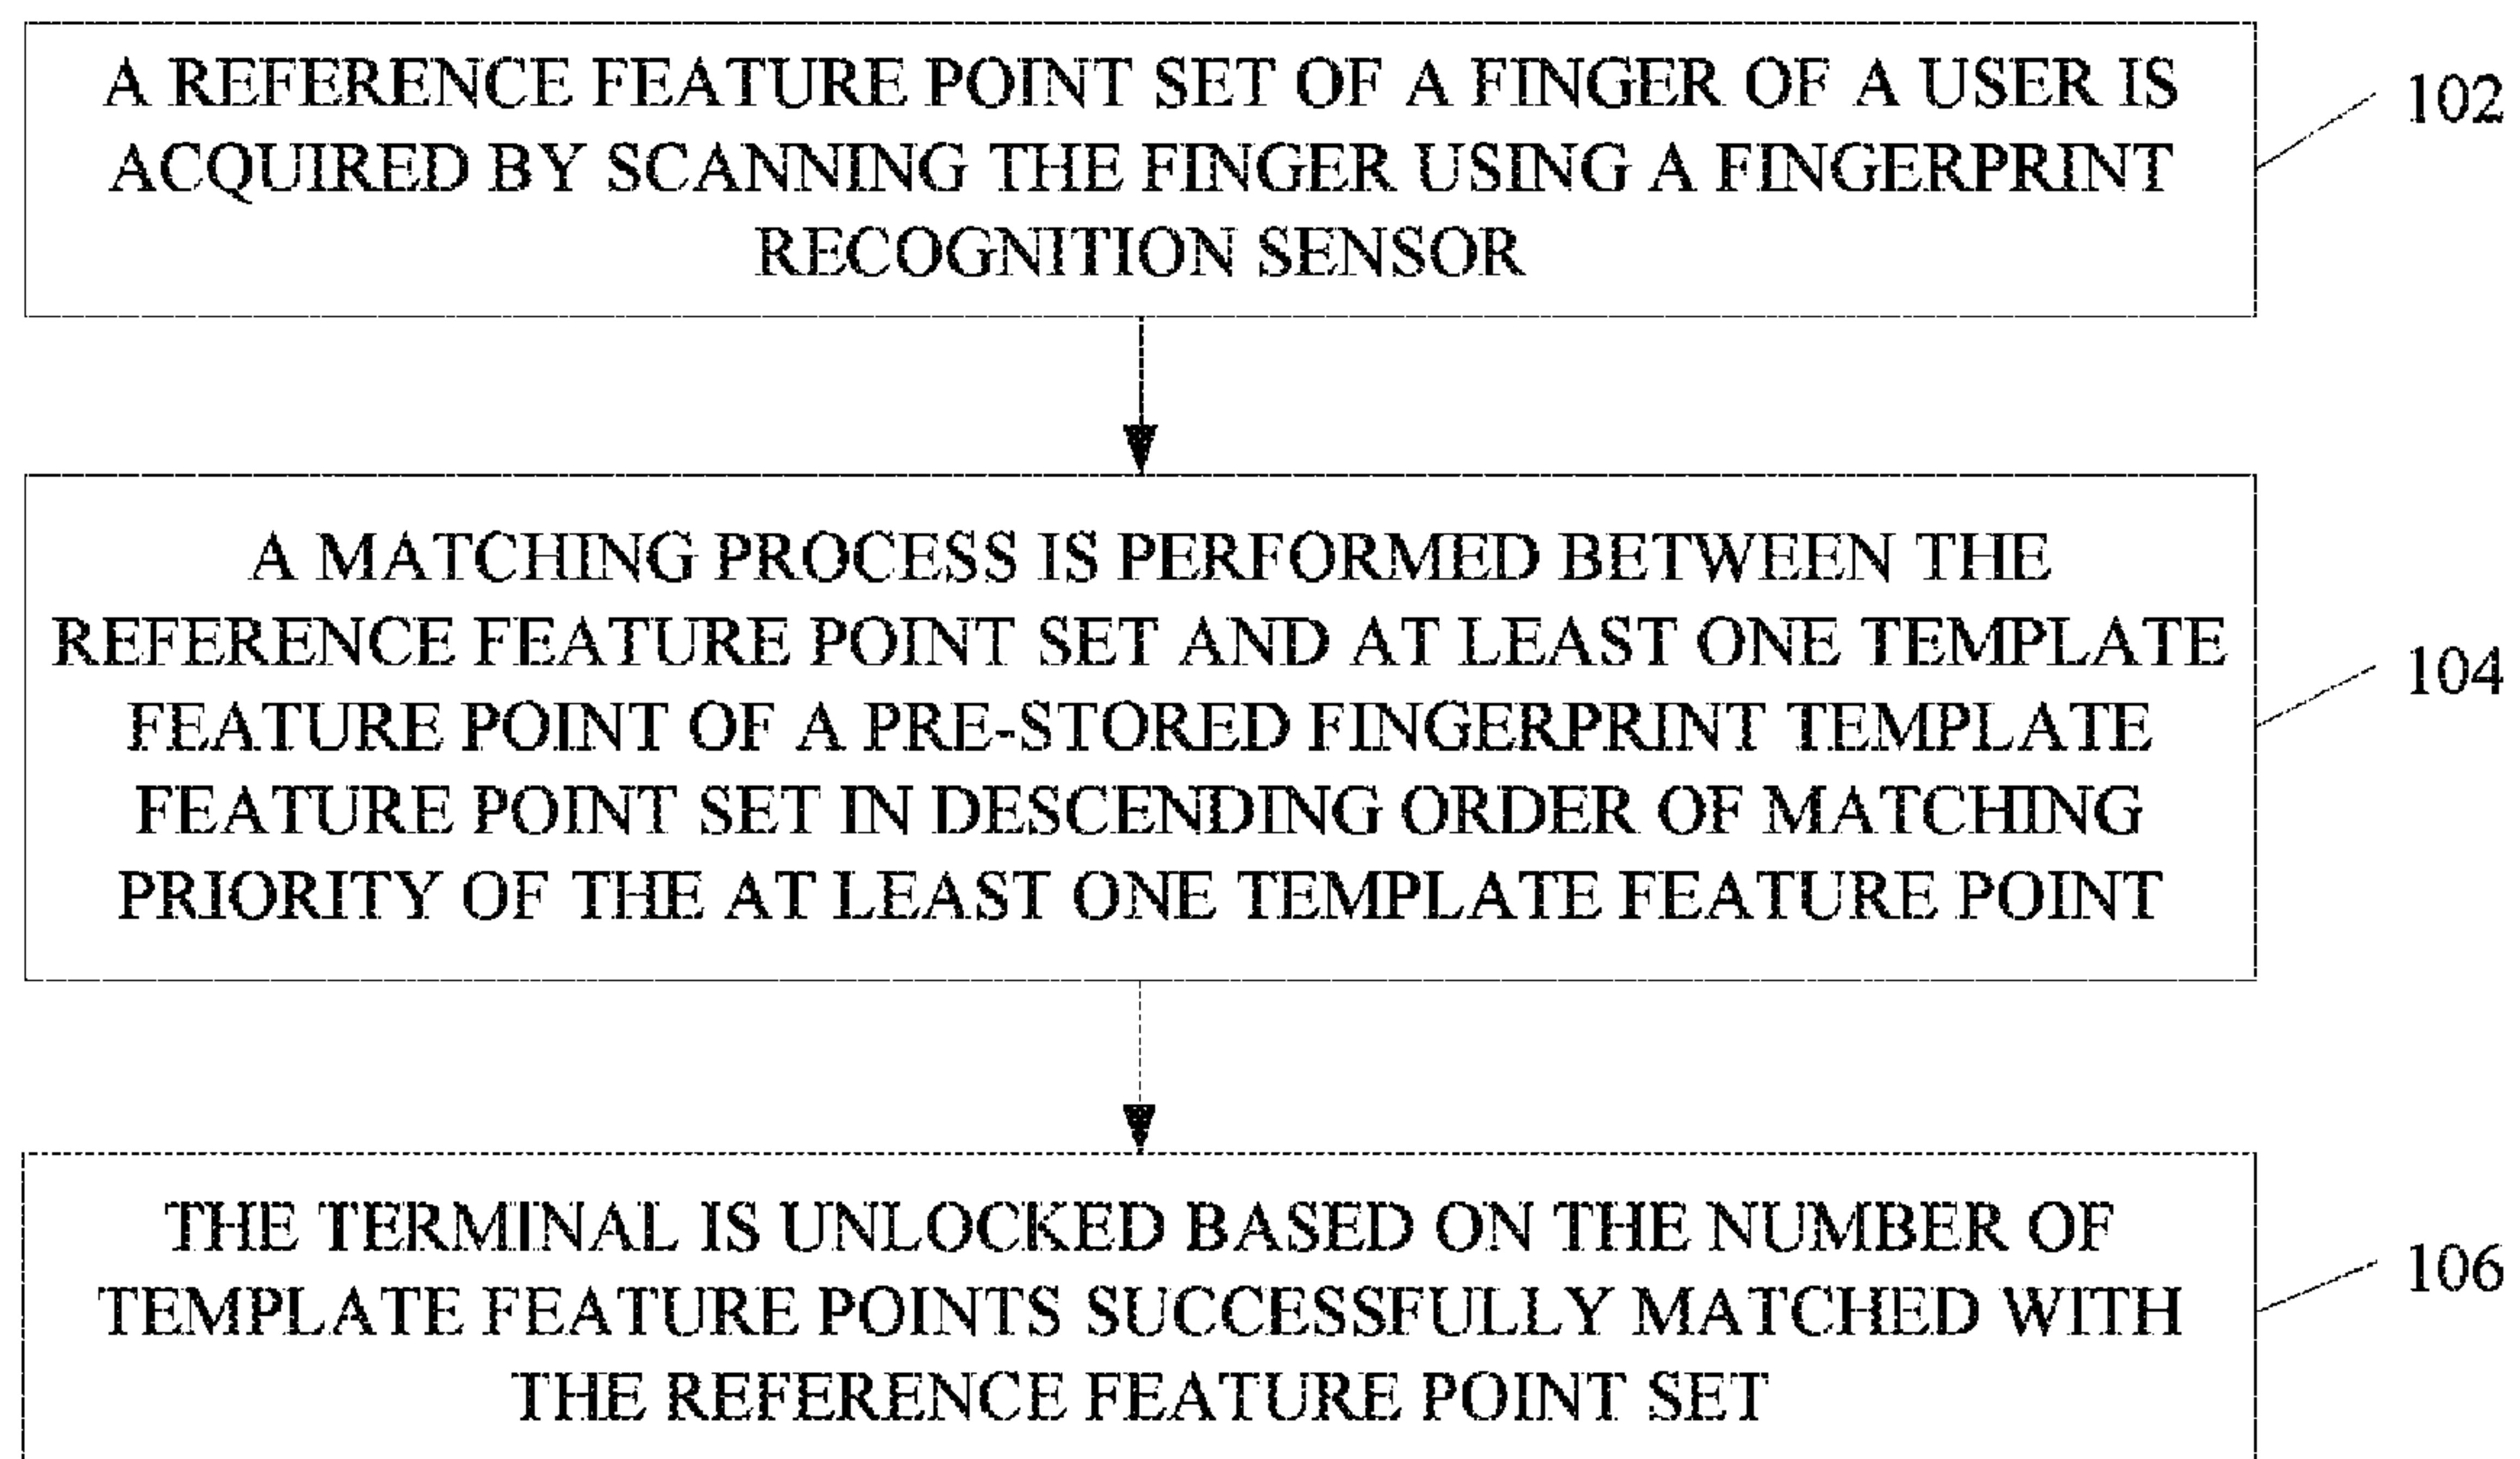 A REFERENCE FEATURE POINT SET OF A FINGER OF A USER IS
ACQUIRED BY SCANNING THE FINGER USING A FINGERPRINT
RECOGNITION SENSOR
102
A MATCHING PROCESS IS PERFORMED BETWEEN THE
REFERENCE FEATURE POINT SET AND AT LEAST ONE TEMPLATE
FEATURE POINT OF A PRE-STORED FINGERPRINT TEMPLATE
FEATURE POINT SET IN DESCENDING ORDER OF MATCHING
PRIORITY OF THE AT LEAST ONE TEMPLATE FEATURE POINT
104
THE TERMINAL IS UNLOCKED BASED ON THE NUMBER OF
TEMPLATE FEATURE POINTS SUCCESSFULLY MATCHED WITH
THE REFERENCE FEATURE POINT SET
106